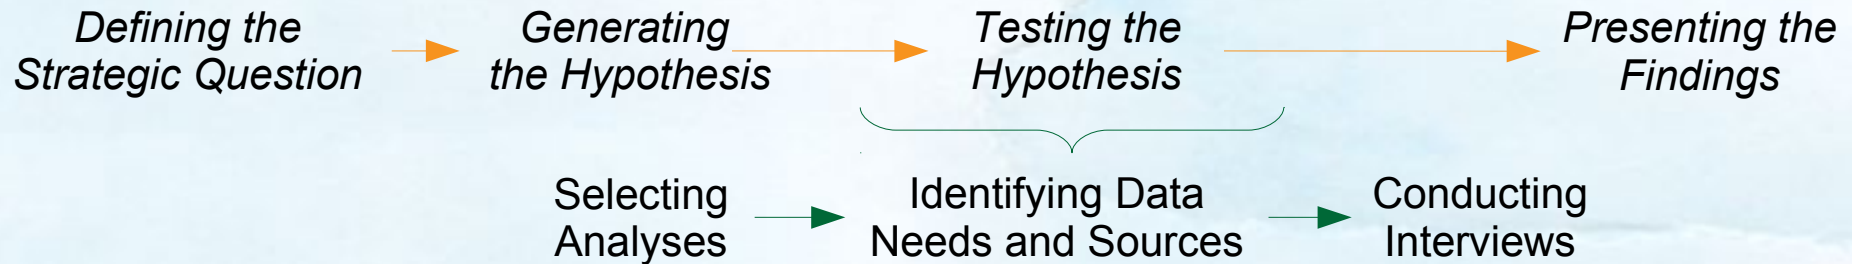 Defining the
Strategic Question
Generating
the Hypothesis
Testing the
Hypothesis
Presenting the
Findings
Selecting
Analyses
Identifying Data
Needs and Sources
Conducting
Interviews